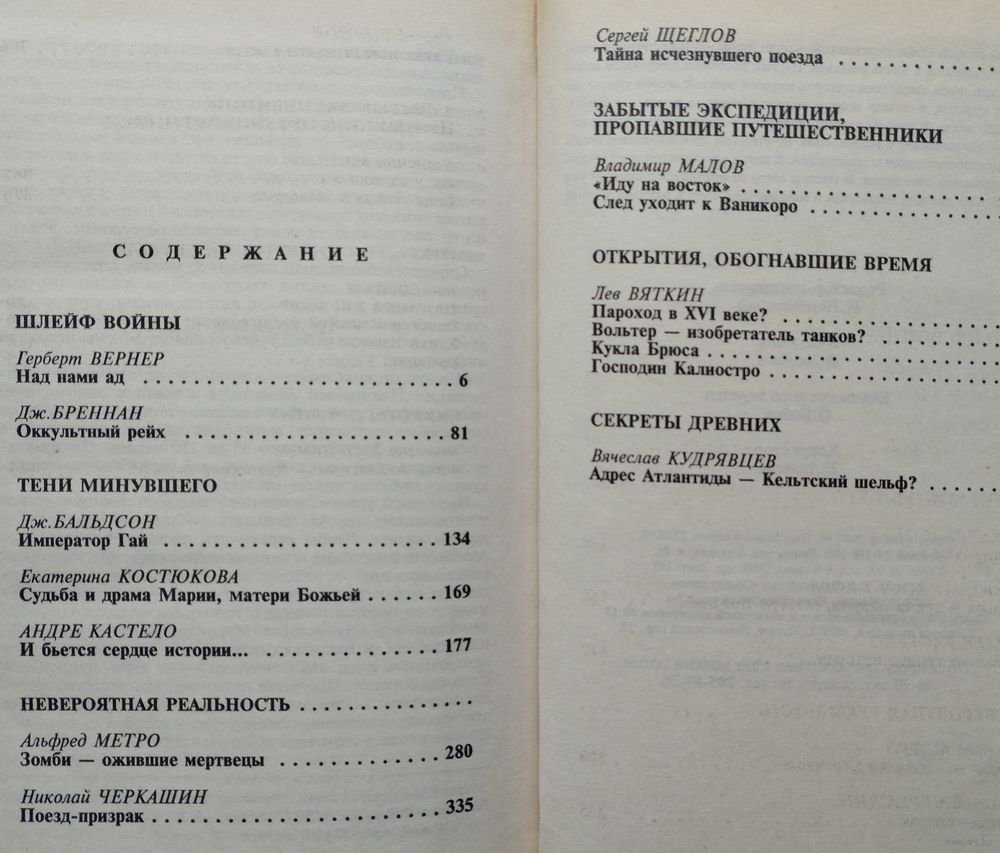 СОДЕРЖАНИЕ
ШЛЕЙФ ВОЙНЫ
Герберт ВЕРНЕР
Над нами ад . . . . . . . . . . . . . . . . . . . . . . . . 6
Дж.БРЕННАН
Оккультный рейх . . . . . . . . . . . . . . . . . . . . 81
ТЕНИ МИНУВШЕГО
Дж.БАЛЬДСОН
Император Гай . . . . . . . . . . . . . . . . . . . . . 134
Екатерина КОСТЮКОВА
Судьба и драма Марии, матери Божьей . . . . . . 169
АНДРЕ КАСТЕЛО
И бьется сердце истории... . . . . . . . . . . . . . 177
НЕВЕРОЯТНАЯ РЕАЛЬНОСТЬ . . . . . . . . . . . . . .
Альфред МЕТРО
Зомби — ожившие мертвецы . . . . . . . . . . . . 280
Николай ЧЕРКАШИН
Поезд-призрак . . . . . . . . . . . . . . . . . . . . . . 335
Сергей ЩЕГЛОВ
Тайна исчезнувшего поезда . . . . . . . . . . . .
ЗАБЫТЫЕ ЭКСПЕДИЦИИ,
ПРОПАВШИЕ ПУТЕШЕСТВЕННИКИ
Владимир МАЛОВ
«Иду на восток» . . . . . . . . . . . . . . . . . . . .
След уходит к Ваникоро . . . . . . . . . . . . . .
ОТКРЫТИЯ, ОБОГНАВШИЕ ВРЕМЯ
Лев ВЯТКИН
Пароход в XVI веке? . . . . . . . . . . . . . . . .
Вольтер — изобретатель танков? . . . . . . . . .
Кукла Брюса . . . . . . . . . . . . . . . . . . . . . .
Господин Калиостро . . . . . . . . . . . . . . . . .
СЕКРЕТЫ ДРЕВНИХ
Вячеслав КУДРЯВЦЕВ
Адрес Атлантиды — Кельтский шельф? . . . . .
www.ay.by